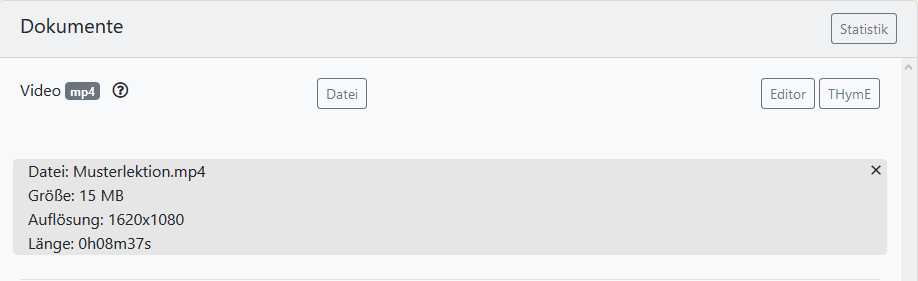 Dokumente
Statistik
Video mp4 Datei Editor THymE
Datei: Musterlektion.mp4
Größe: 15 MB
Auflösung: 1620x1080
Länge: 0h08m37s